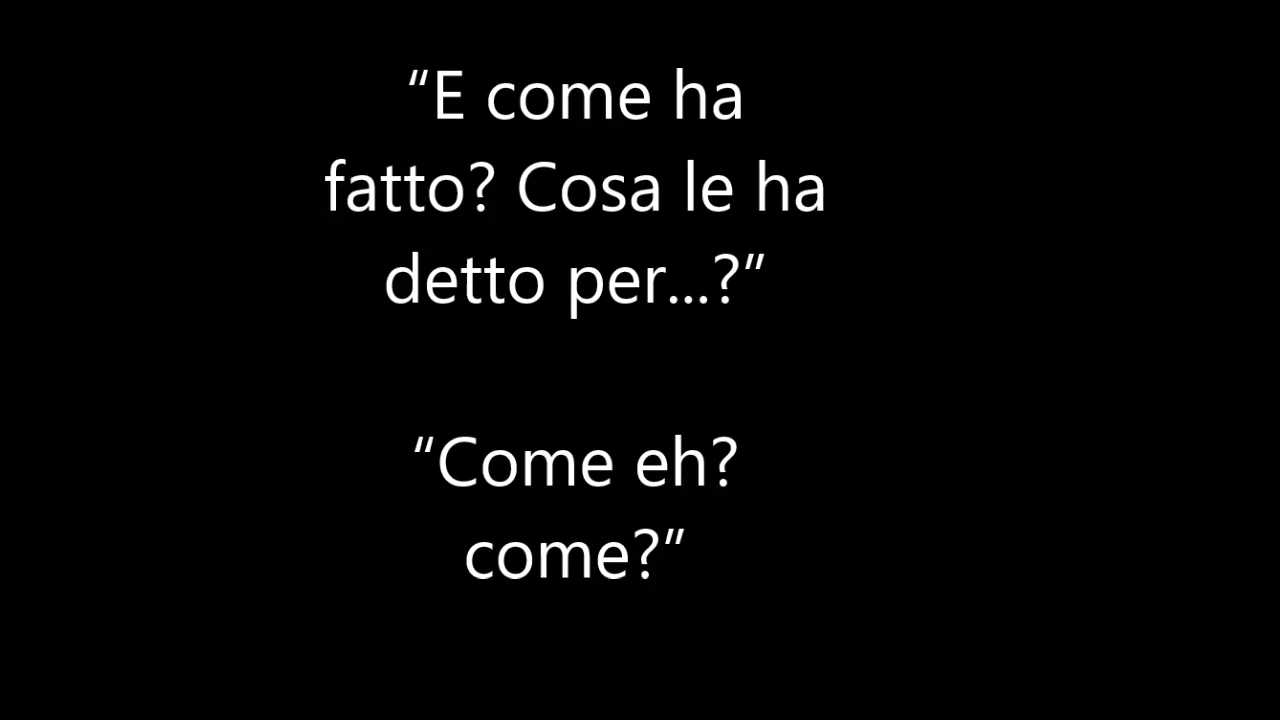 “E come ha
fatto? Cosa le ha
detto per...?”
“Come eh?
come?”